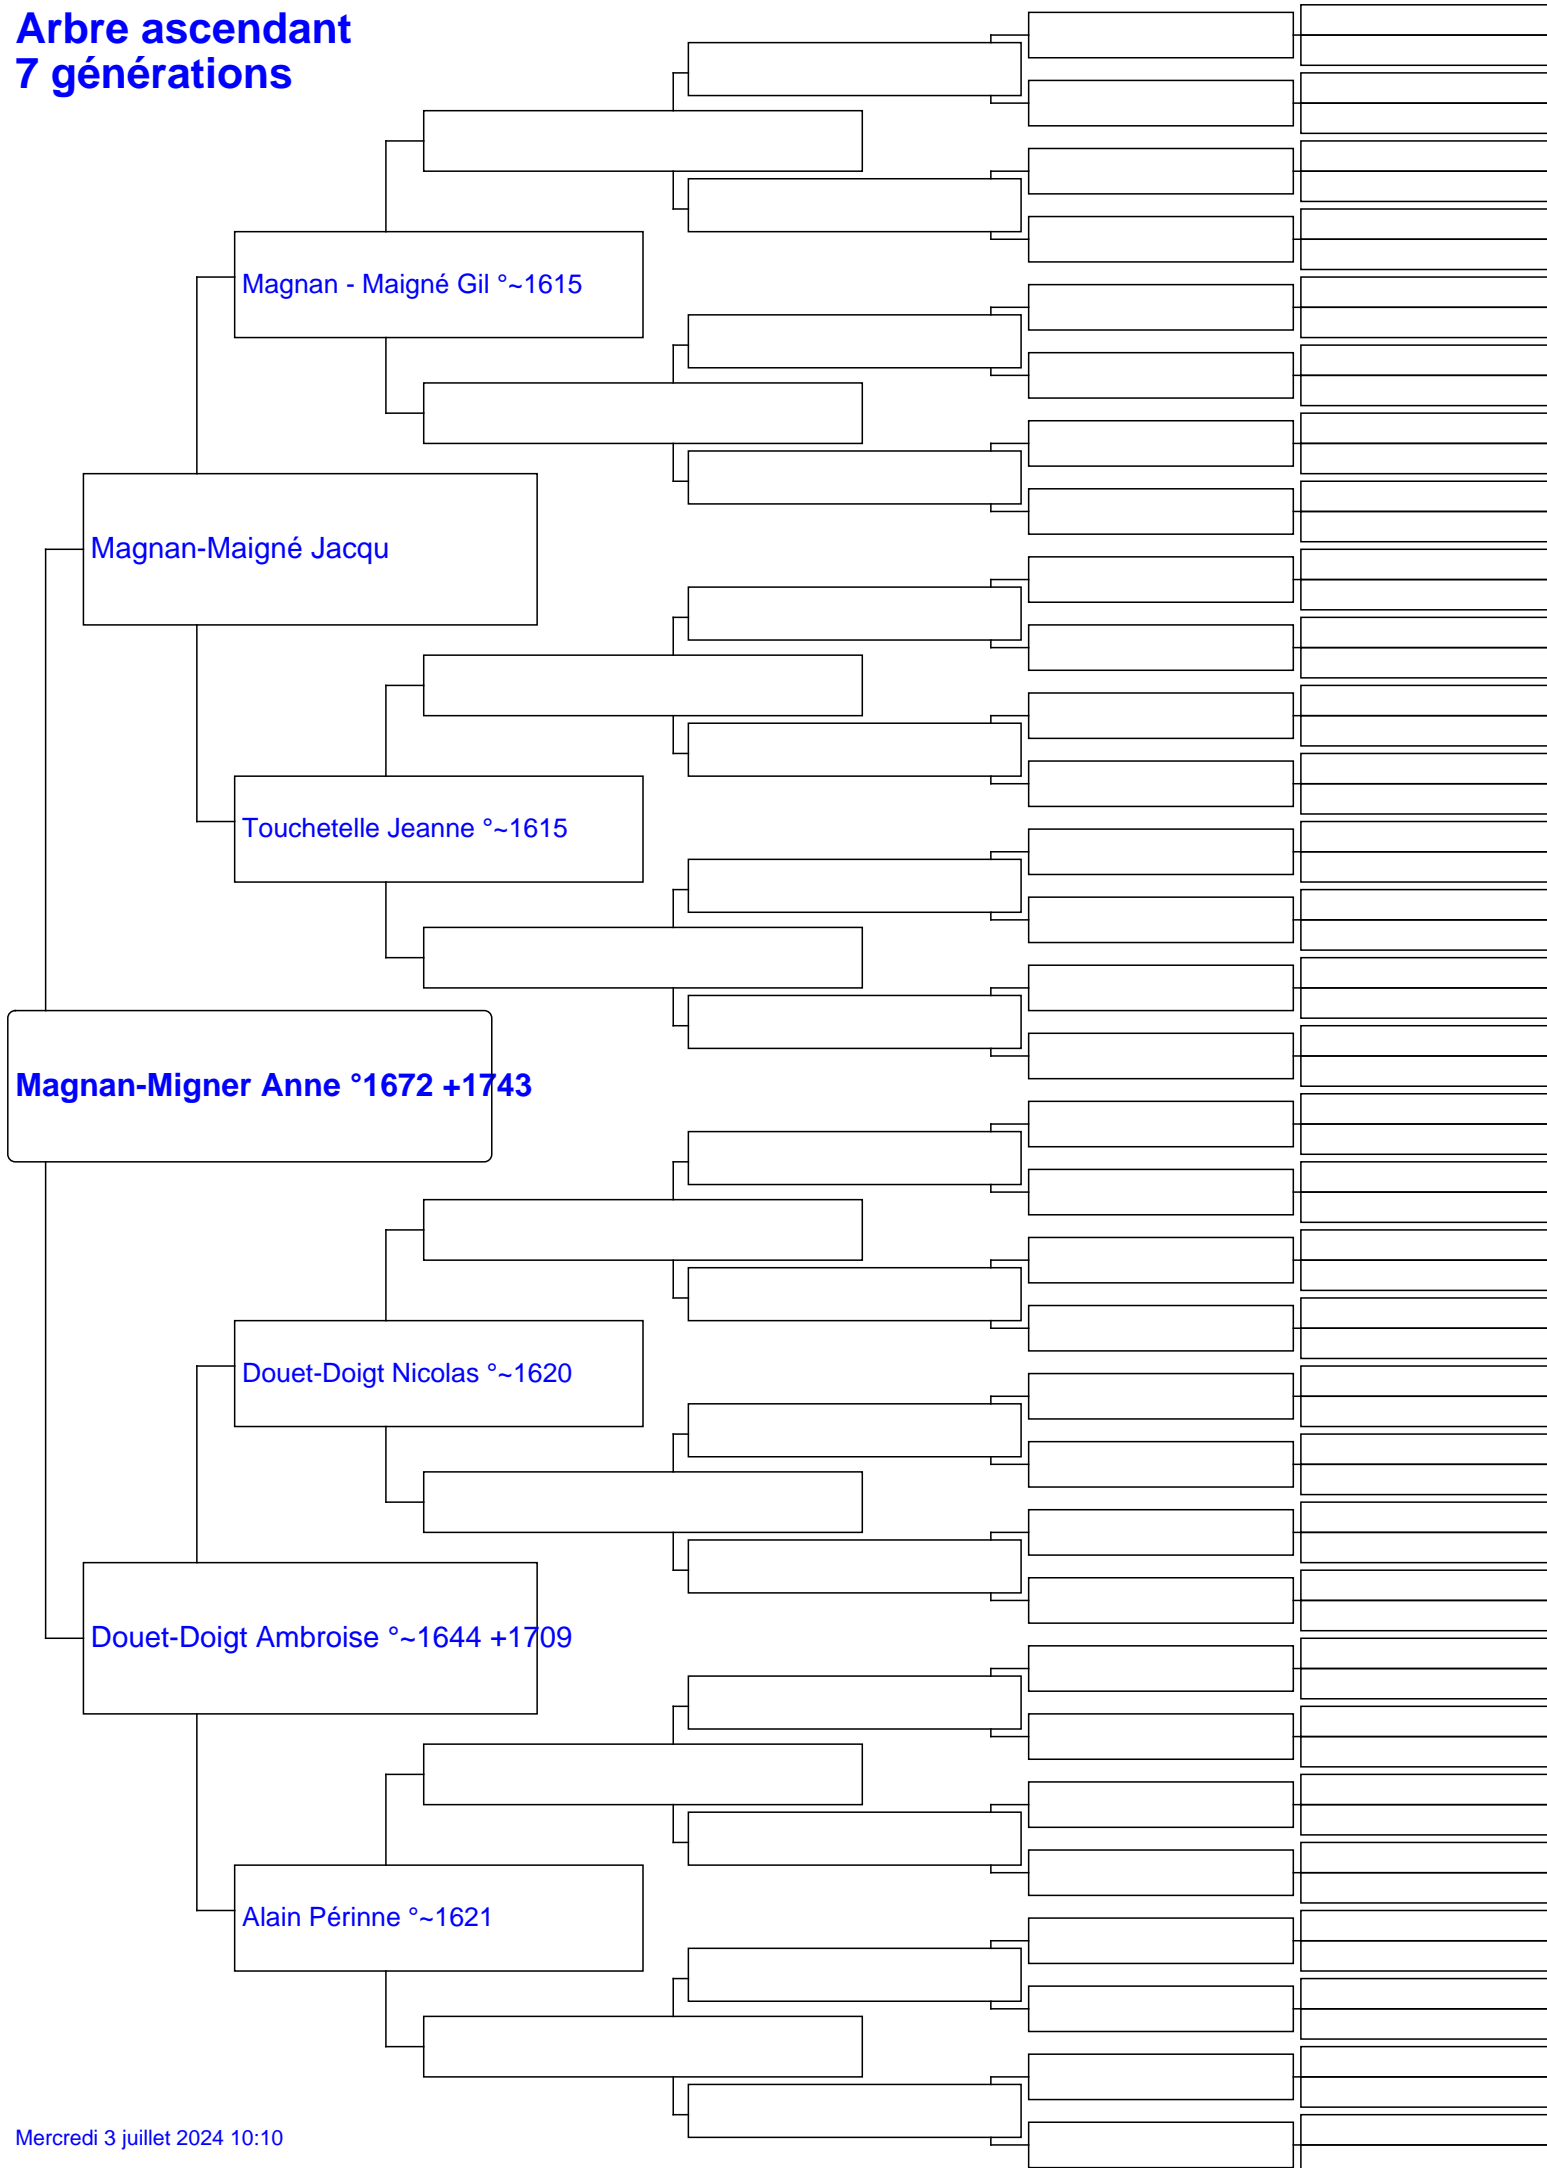 Arbre ascendant
7 générations
Magnan - Maigné Gil °~1615
Magnan-Maigné Jacqu
Touchetelle Jeanne °~1615
Magnan-Migner Anne °1672 +1743
Douet-Doigt Nicolas °~1620
Douet-Doigt Ambroise °~1644 +1709
Alain Périnne °~1621
Mercredi 3 juillet 2024 10:10